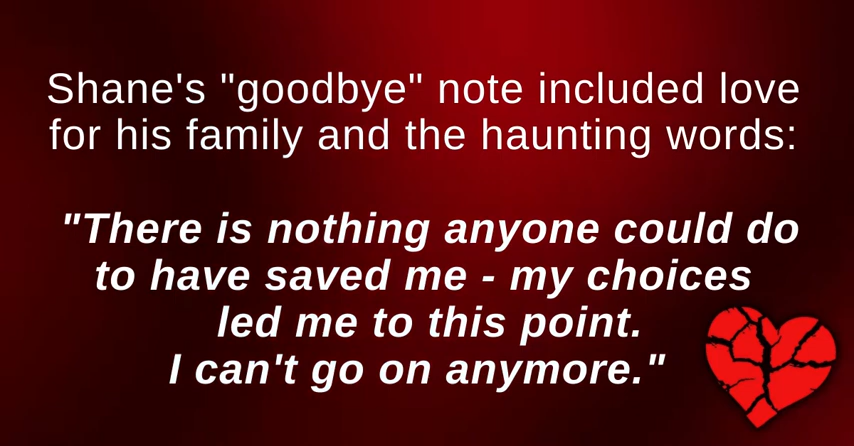 Shane's "goodbye" note included love
for his family and the haunting words:
"There is nothing anyone could do
to have saved me - my choices
led me to this point.
I can't go on anymore."